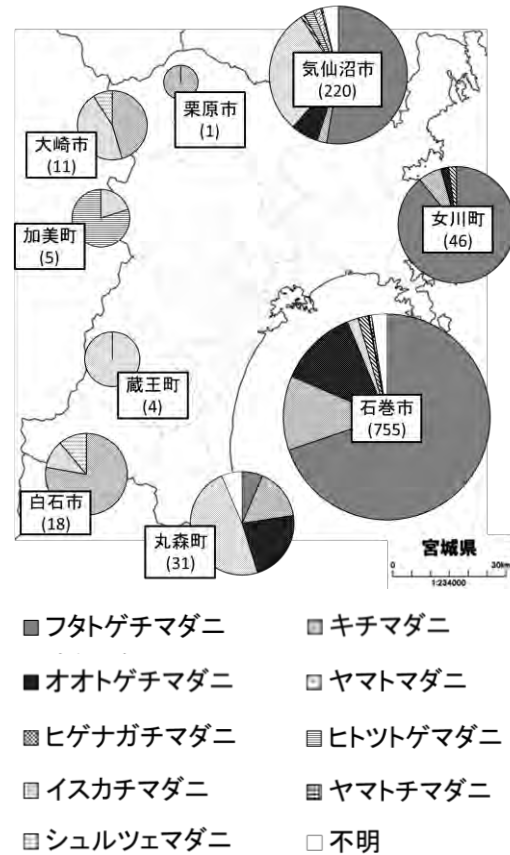 気仙沼市
(220)
栗原市
(1)
大崎市
(11)
加美町
(5)
女川町
(46)
蔵王町
(4)
石巻市
(755)
白石市
(18)
丸森町
(31)
宮城県
0 30km
1:234000
フタトゲチマダニ キチマダニ
オオトゲチマダニ ヤマトマダニ
ヒゲナガチマダニ ヒトツトゲマダニ
イスカチマダニ ヤマトチマダニ
シュルツェマダニ 不明